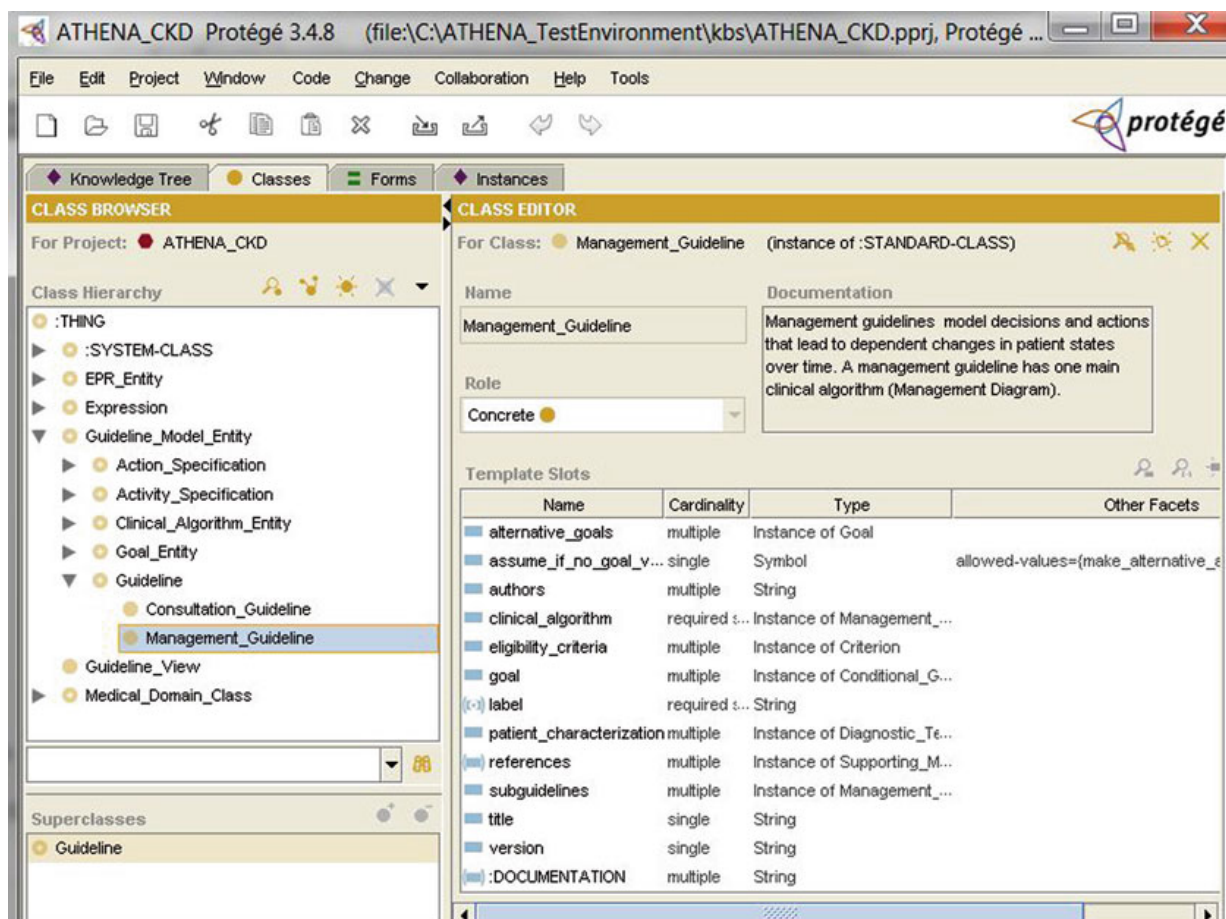 ATHENA_CKD Protégé 3.4.8 (file:\C:\ATHENA_TestEnvironment\kbs\ATHENA_CKD.pprj, Protégé ...
File Edit Project Window Code Change Collaboration Help Tools
protégé
Knowledge Tree Classes Forms Instances
CLASS BROWSER
For Project: ATHENA_CKD
Class Hierarchy
:THING
:SYSTEM-CLASS
EPR_Entity
Expression
Guideline_Model_Entity
Action_Specification
Activity_Specification
Clinical_Algorithm_Entity
Goal_Entity
Guideline
Consultation_Guideline
Management_Guideline
Guideline_View
Medical_Domain_Class
Superclasses
Guideline
CLASS EDITOR
For Class: Management_Guideline (instance of :STANDARD-CLASS)
Name
Management_Guideline
Role
Concrete
Documentation
Management guidelines model decisions and actions
that lead to dependent changes in patient states
over time. A management guideline has one main
clinical algorithm (Management Diagram).
Template Slots
Name Cardinality Type Other Facets
alternative_goals multiple Instance of Goal
assume_if_no_goal_v... single Symbol allowed-values={make_alternative_a
authors multiple String
clinical_algorithm required s... Instance of Management_...
eligibility_criteria multiple Instance of Criterion
goal multiple Instance of Conditional_G...
label required s... String
patient_characterization multiple Instance of Diagnostic_Te...
references multiple Instance of Supporting_M...
subguidelines multiple Instance of Management_...
title single String
version single String
:DOCUMENTATION multiple String